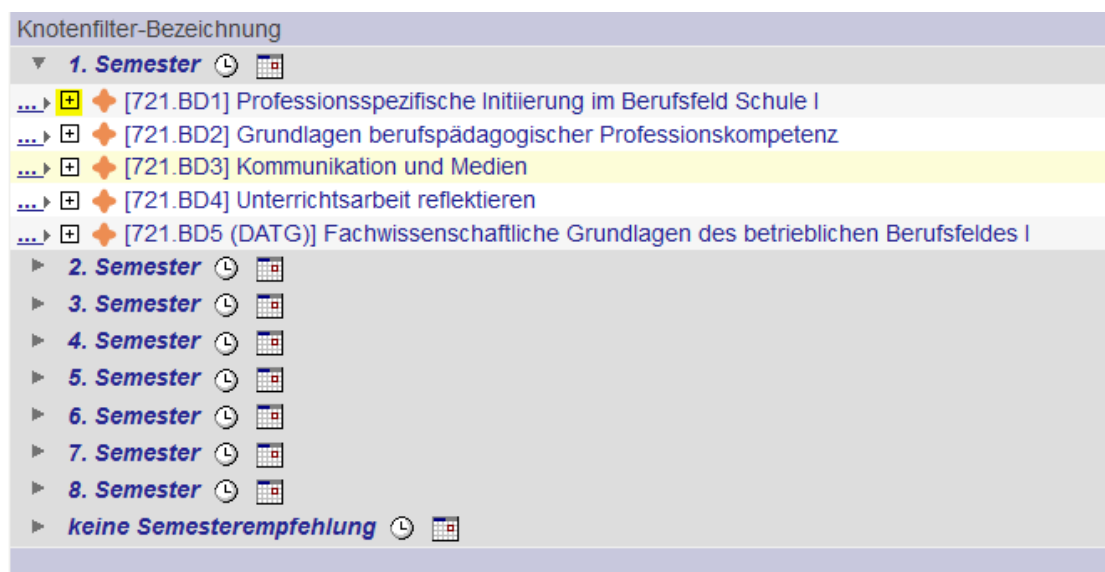 Knotenfilter-Bezeichnung
1. Semester
... [721.BD1] Professionsspezifische Initiierung im Berufsfeld Schule I
... [721.BD2] Grundlagen berufspädagogischer Professionskompetenz
... [721.BD3] Kommunikation und Medien
... [721.BD4] Unterrichtsarbeit reflektieren
... [721.BD5 (DATG)] Fachwissenschaftliche Grundlagen des betrieblichen Berufsfeldes I
2. Semester
3. Semester
4. Semester
5. Semester
6. Semester
7. Semester
8. Semester
keine Semesterempfehlung